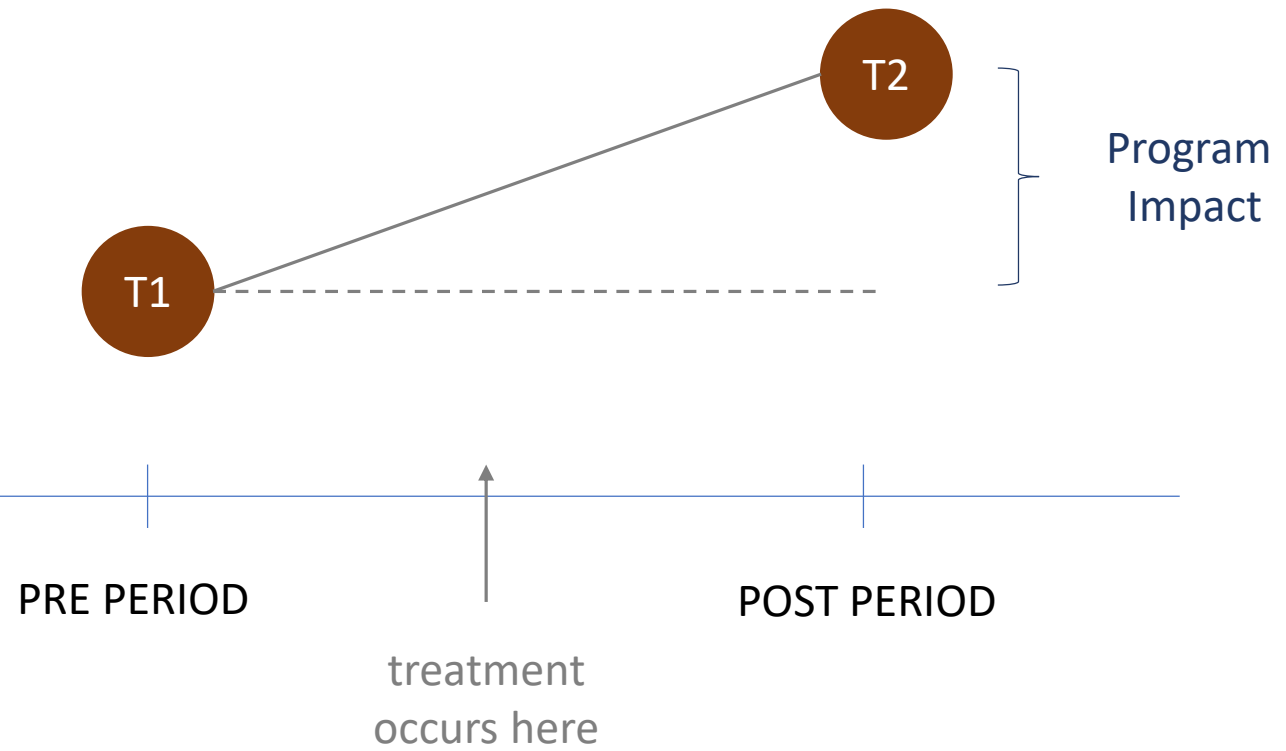 T2
Program
Impact
T1
PRE PERIOD
POST PERIOD
treatment
occurs here